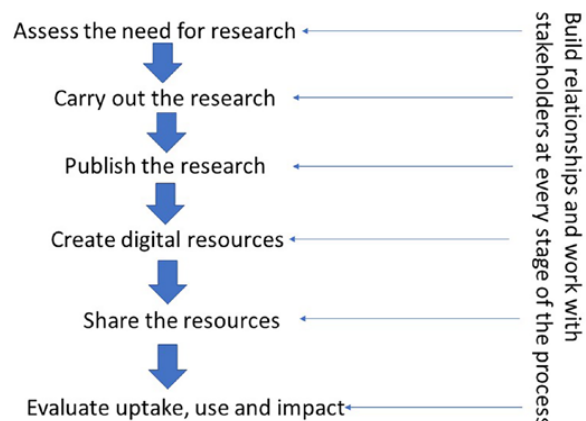 Assess the need for research
Carry out the research
Publish the research
Create digital resources
Share the resources
Evaluate uptake, use and impact
Build relationships and work with
stakeholders at every stage of the process